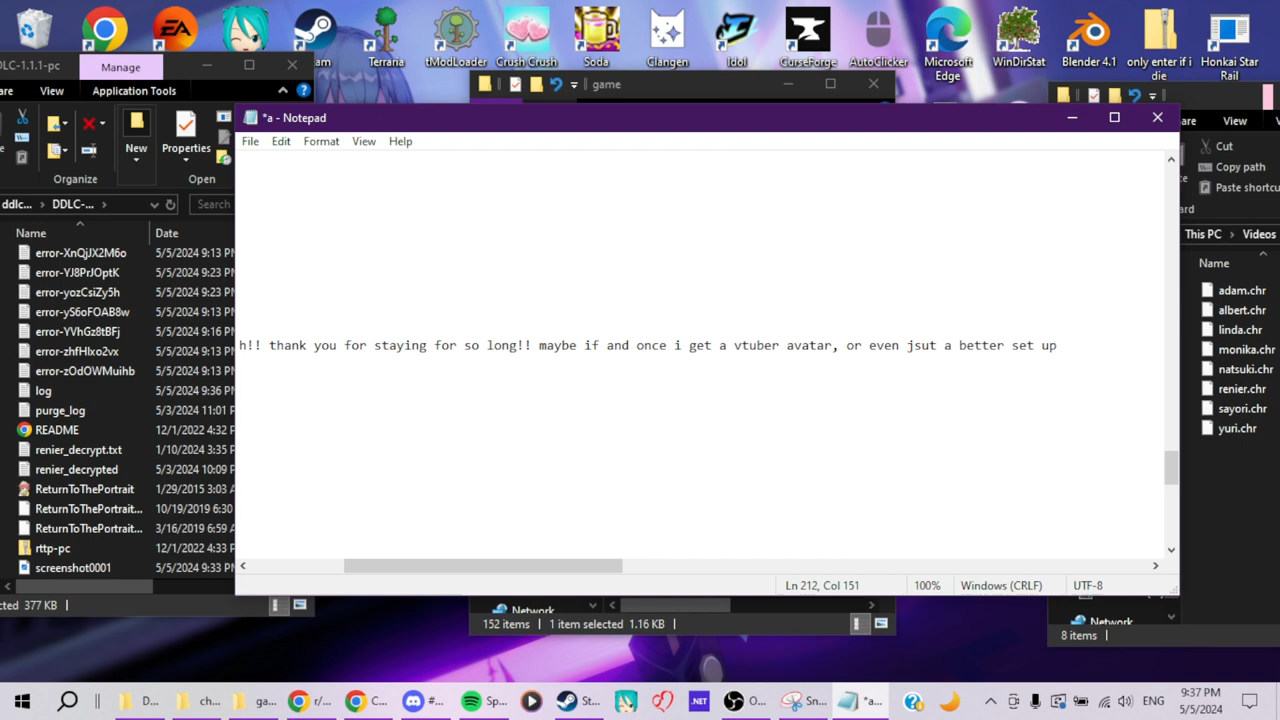 Terraria
tModLoader
Crush Crush
Soda
Clangen
Idol
CurseForge
AutoClicker
Microsoft Edge
WinDirStat
Blender 4.1
only enter if i die
Honkai Star Rail
DLC-1.1.1-pc
Manage
View
Application Tools
New
Properties
Organize
Open
ddlc...
DDLC-...
Search
Name
Date
error-XnQjJX2M6o 5/5/2024 9:13 PM
error-YJ8PrJOptK 5/5/2024 9:23 PM
error-yozCsiZy5h 5/5/2024 9:23 PM
error-yS6oFOAB8w 5/5/2024 9:13 PM
error-YVhGz8tBFj 5/5/2024 9:16 PM
error-zhfHlxo2vx 5/5/2024 9:13 PM
error-zOdOWMuihb 5/5/2024 9:13 PM
log 5/5/2024 9:36 PM
purge_log 5/3/2024 11:01 P
README 12/1/2022 4:32 P
renier_decrypt.txt 1/10/2024 3:35 P
renier_decrypted 5/3/2024 10:09 P
ReturnToThePortrait 1/29/2015 3:03 A
ReturnToThePortrait... 10/19/2019 6:30
ReturnToThePortrait... 3/16/2019 6:59 A
rttp-pc 12/1/2022 4:33 P
screenshot0001 5/5/2024 9:33 PM
cted 377 KB
game
*a - Notepad
File Edit Format View Help
h!! thank you for staying for so long!! maybe if and once i get a vtuber avatar, or even jsut a better set up
Ln 212, Col 151
100%
Windows (CRLF)
UTF-8
Network
152 items
1 item selected 1.16 KB
View
Cut
Copy path
Paste shortcu
This PC
Videos
Name
adam.chr
albert.chr
linda.chr
monika.chr
natsuki.chr
renier.chr
sayori.chr
yuri.chr
Network
8 items
D...
ch...
ga...
r/...
C...
#...
Sp...
St...
.NET
O...
Sn...
*a...
ENG
9:37 PM
5/5/2024